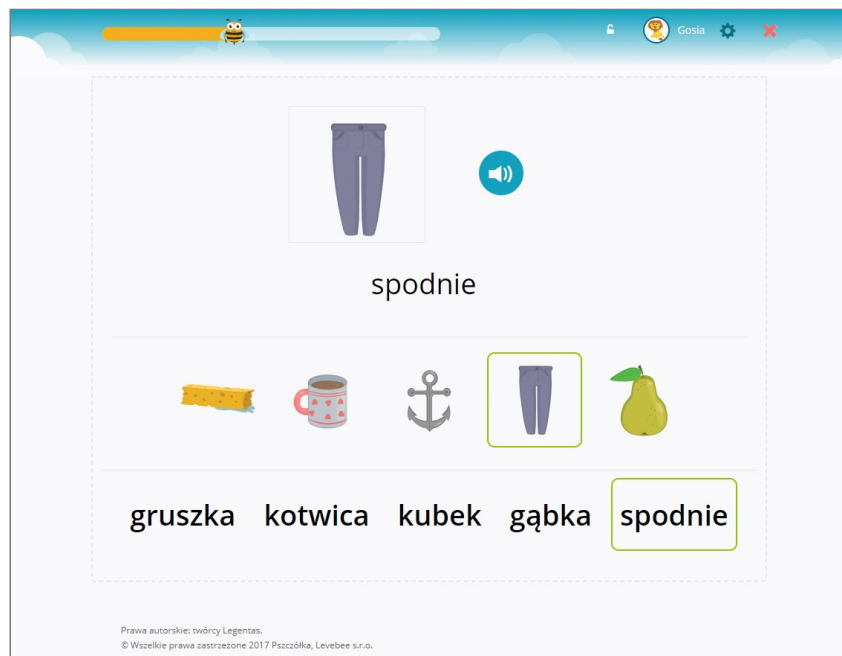 Gosia
spodnie
gruszka kotwica kubek gąbka spodnie
Prawa autorskie: twórcy Legentas.
© Wszelkie prawa zastrzeżone 2017 Pszczółka, Levebee s.r.o.